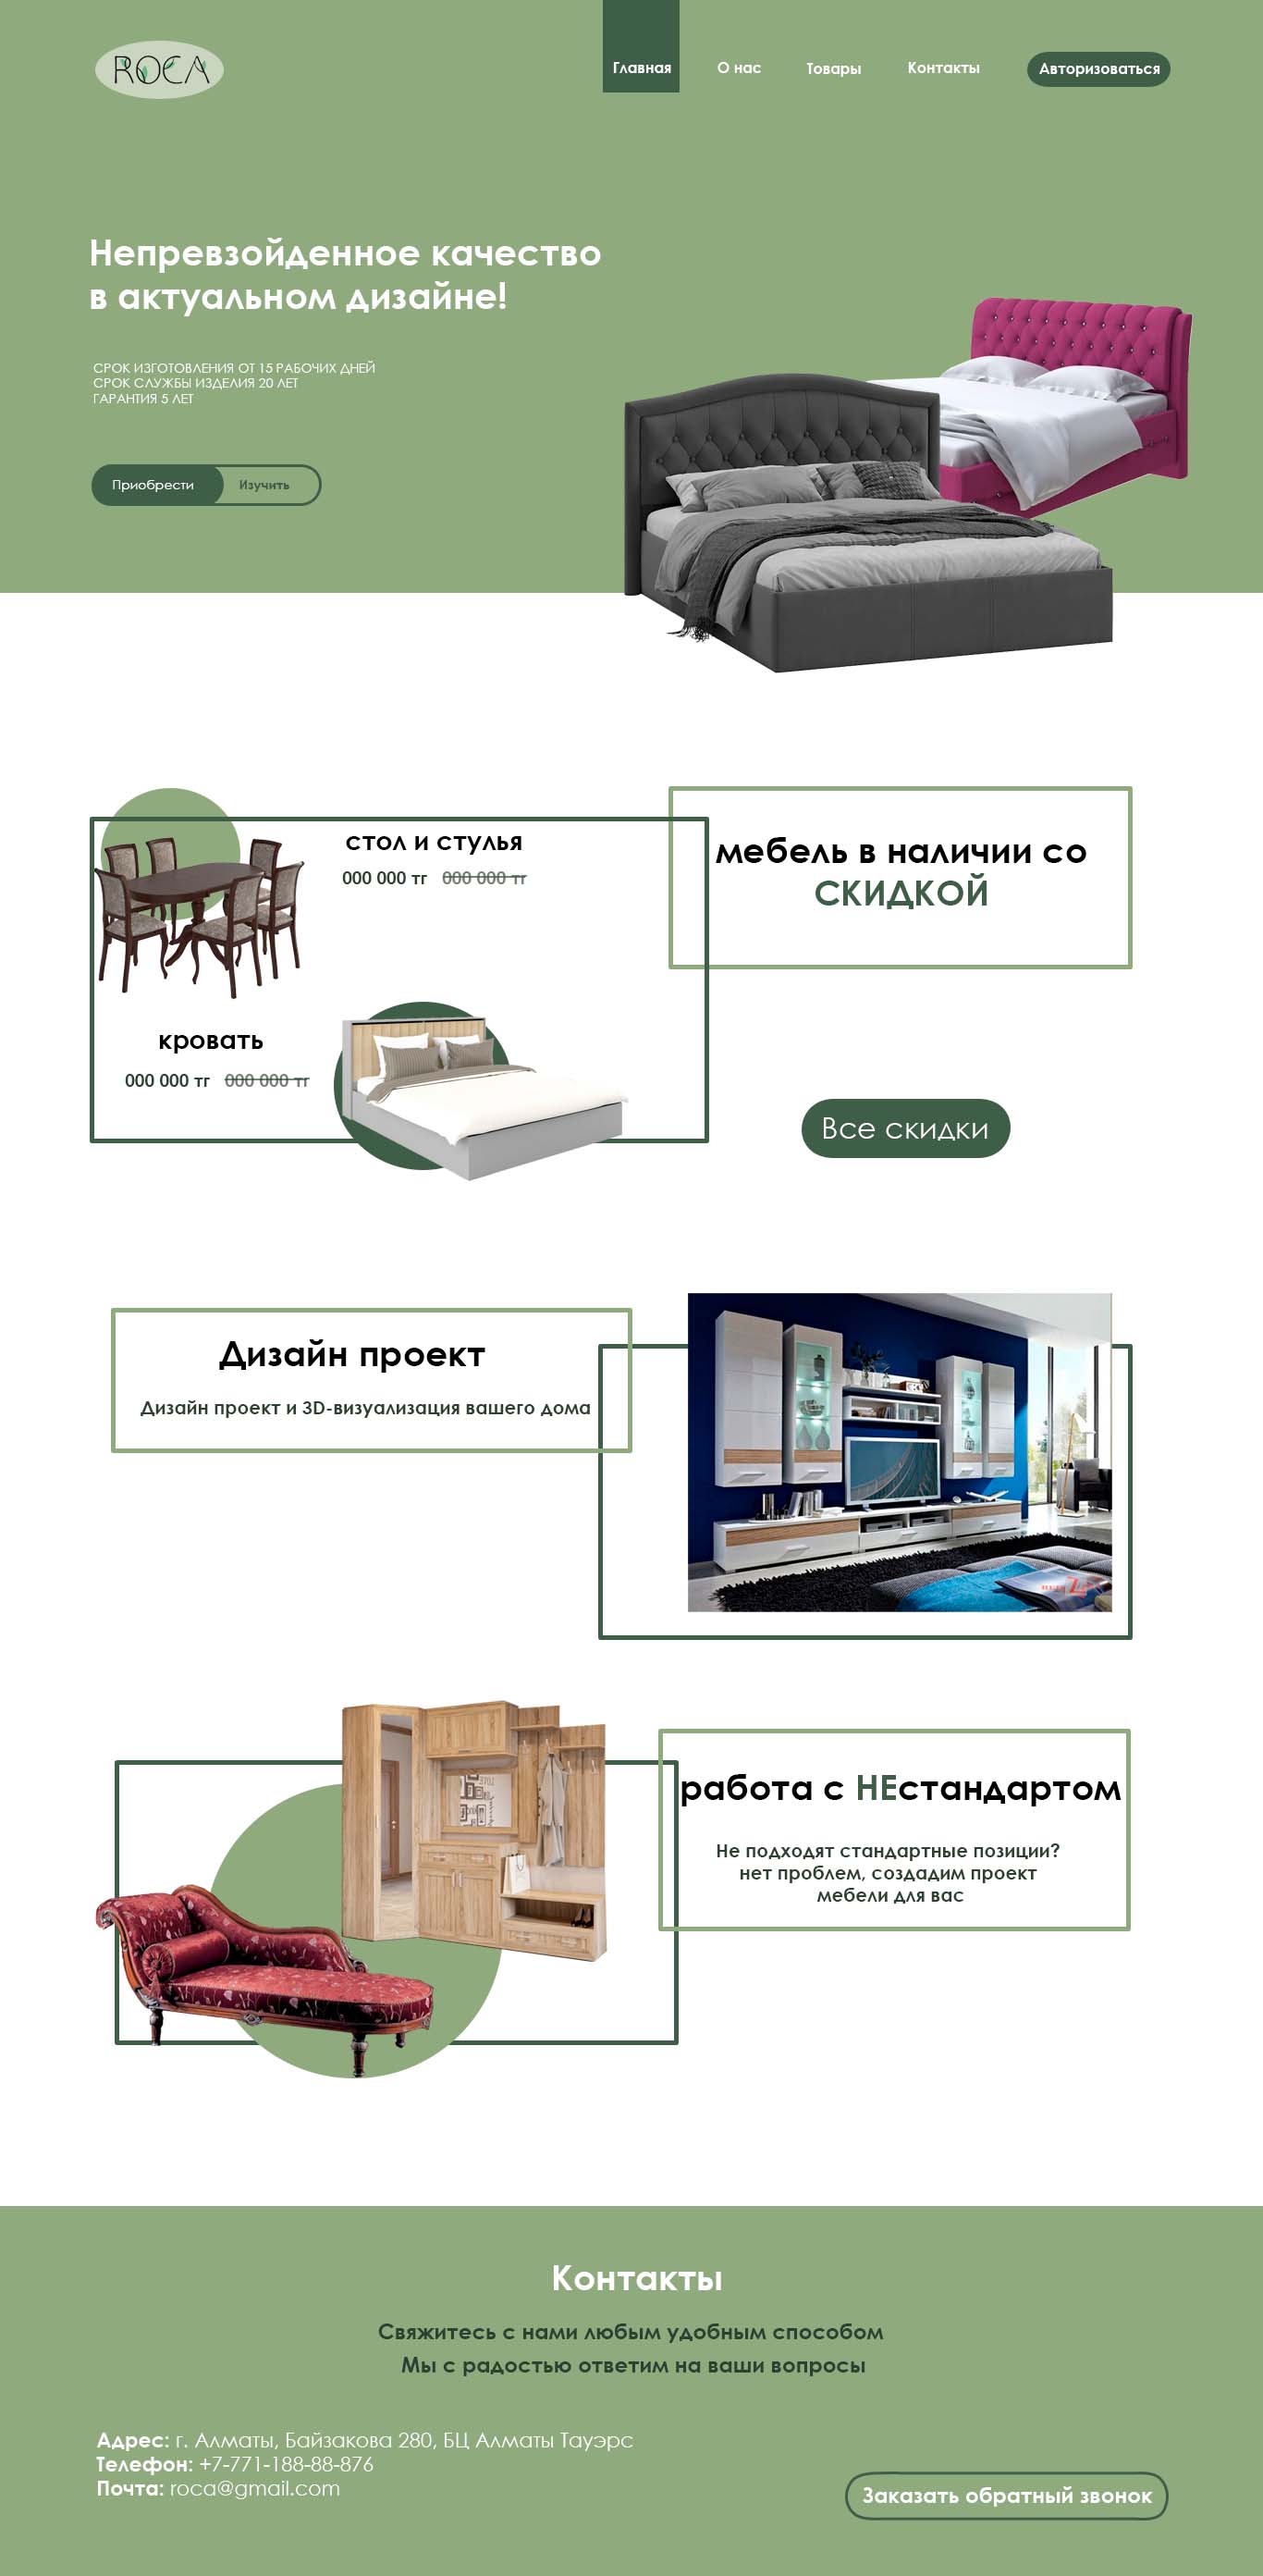 ROCA
Главная
О нас
Товары
Контакты
Авторизоваться
Непревзойденное качество
в актуальном дизайне!
СРОК ИЗГОТОВЛЕНИЯ ОТ 15 РАБОЧИХ ДНЕЙ
СРОК СЛУЖБЫ ИЗДЕЛИЯ 20 ЛЕТ
ГАРАНТИЯ 5 ЛЕТ
Приобрести
Изучить
стол и стулья
000 000 тг 000 000 тг
мебель в наличии со
СКИДКОЙ
кровать
000 000 тг 000 000 тг
Все скидки
Дизайн проект
Дизайн проект и 3D-визуализация вашего дома
работа с НЕстандартом
Не подходят стандартные позиции?
нет проблем, создадим проект
мебели для вас
Контакты
Свяжитесь с нами любым удобным способом
Мы с радостью ответим на ваши вопросы
Адрес: г. Алматы, Байзакова 280, БЦ Алматы Тауэрс
Телефон: +7-771-188-88-876
Почта: roca@gmail.com
Заказать обратный звонок